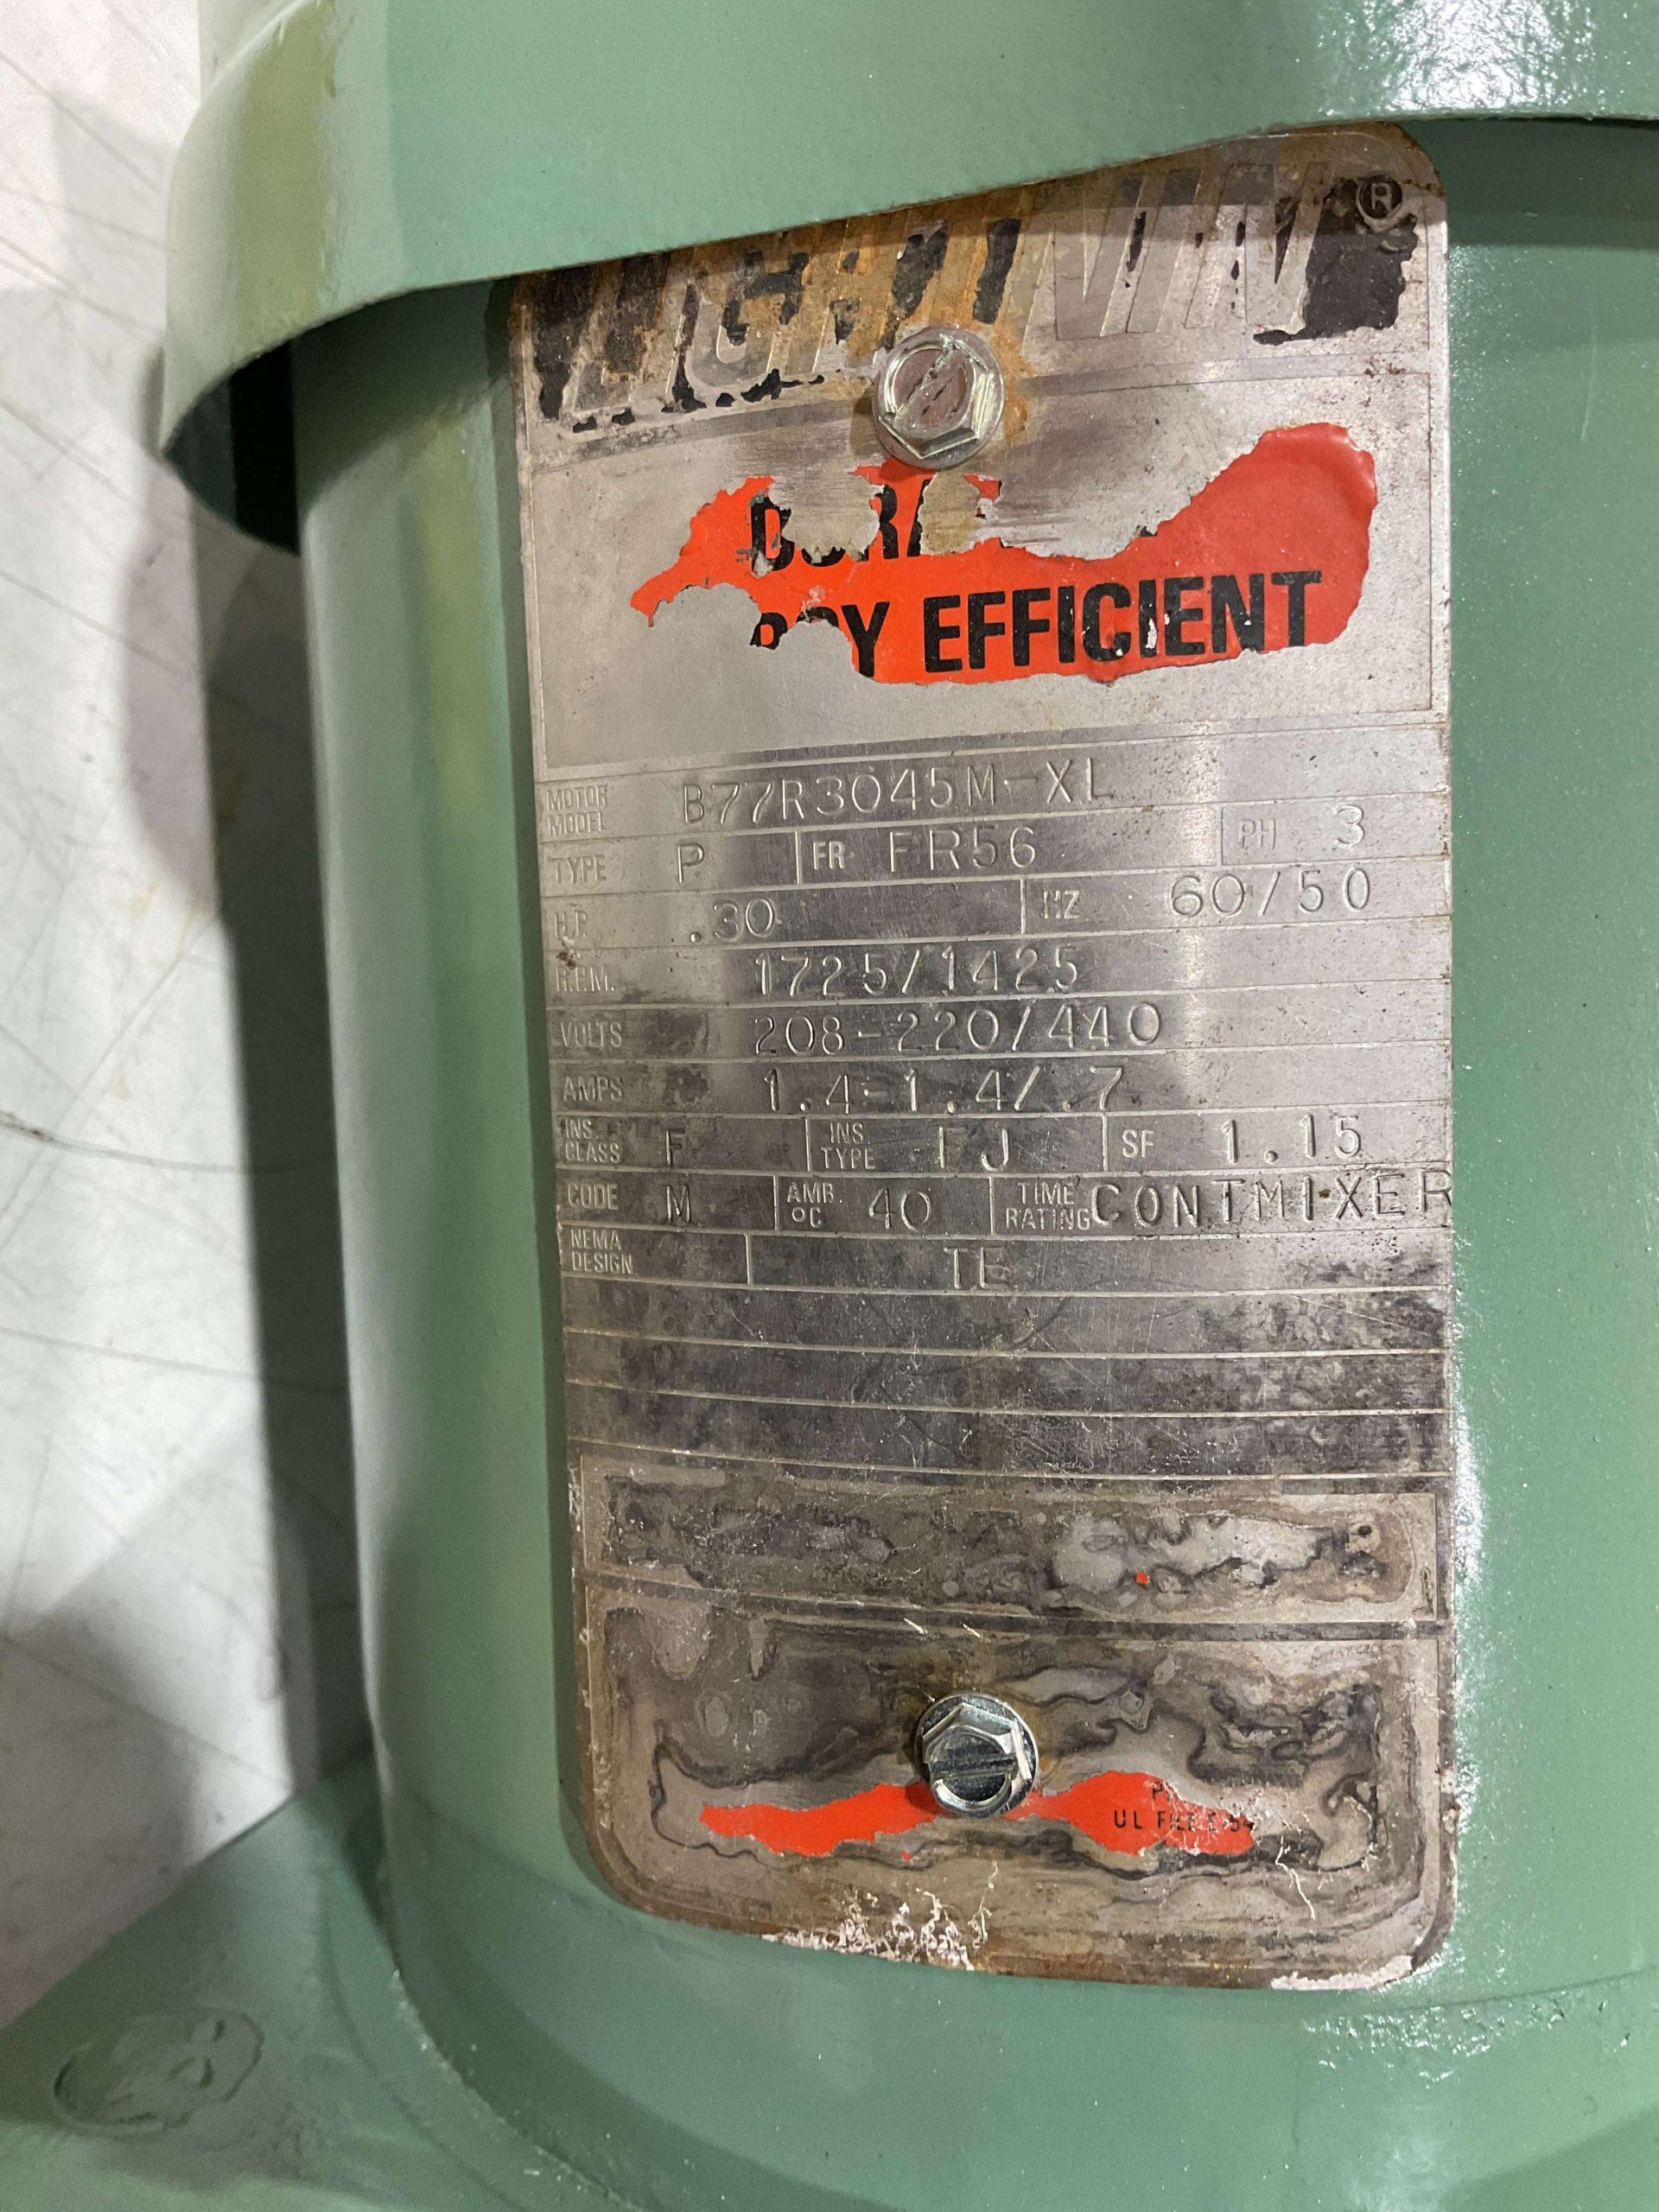 LIGHTNIN ®
EFFICIENT
MOTOR MODEL B77R3045M-XL
TYPE P FR FR56 PH 3
H.P. .30 HZ 60/50
R.P.M. 1725/1425
VOLTS 208-220/440
AMPS 1.4-1.4/.7
INS. CLASS F INS. TYPE FJ SF 1.15
CODE M AMB. °C 40 TIME RATING CONTMIXER
NEMA DESIGN TE
UL FILE